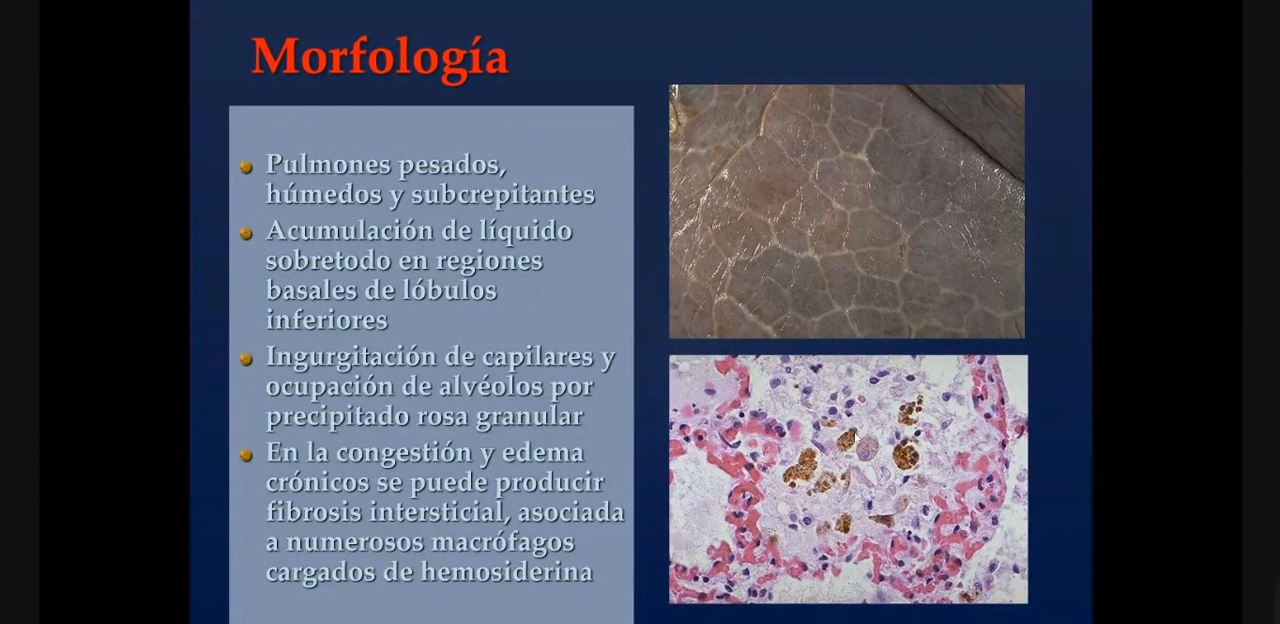 Morfología
Pulmones pesados,
húmedos y subcrepitantes
Acumulación de líquido
sobretodo en regiones
basales de lóbulos
inferiores
Ingurgitación de capilares y
ocupación de alvéolos por
precipitado rosa granular
En la congestión y edema
crónicos se puede producir
fibrosis intersticial, asociada
a numerosos macrófagos
cargados de hemosiderina